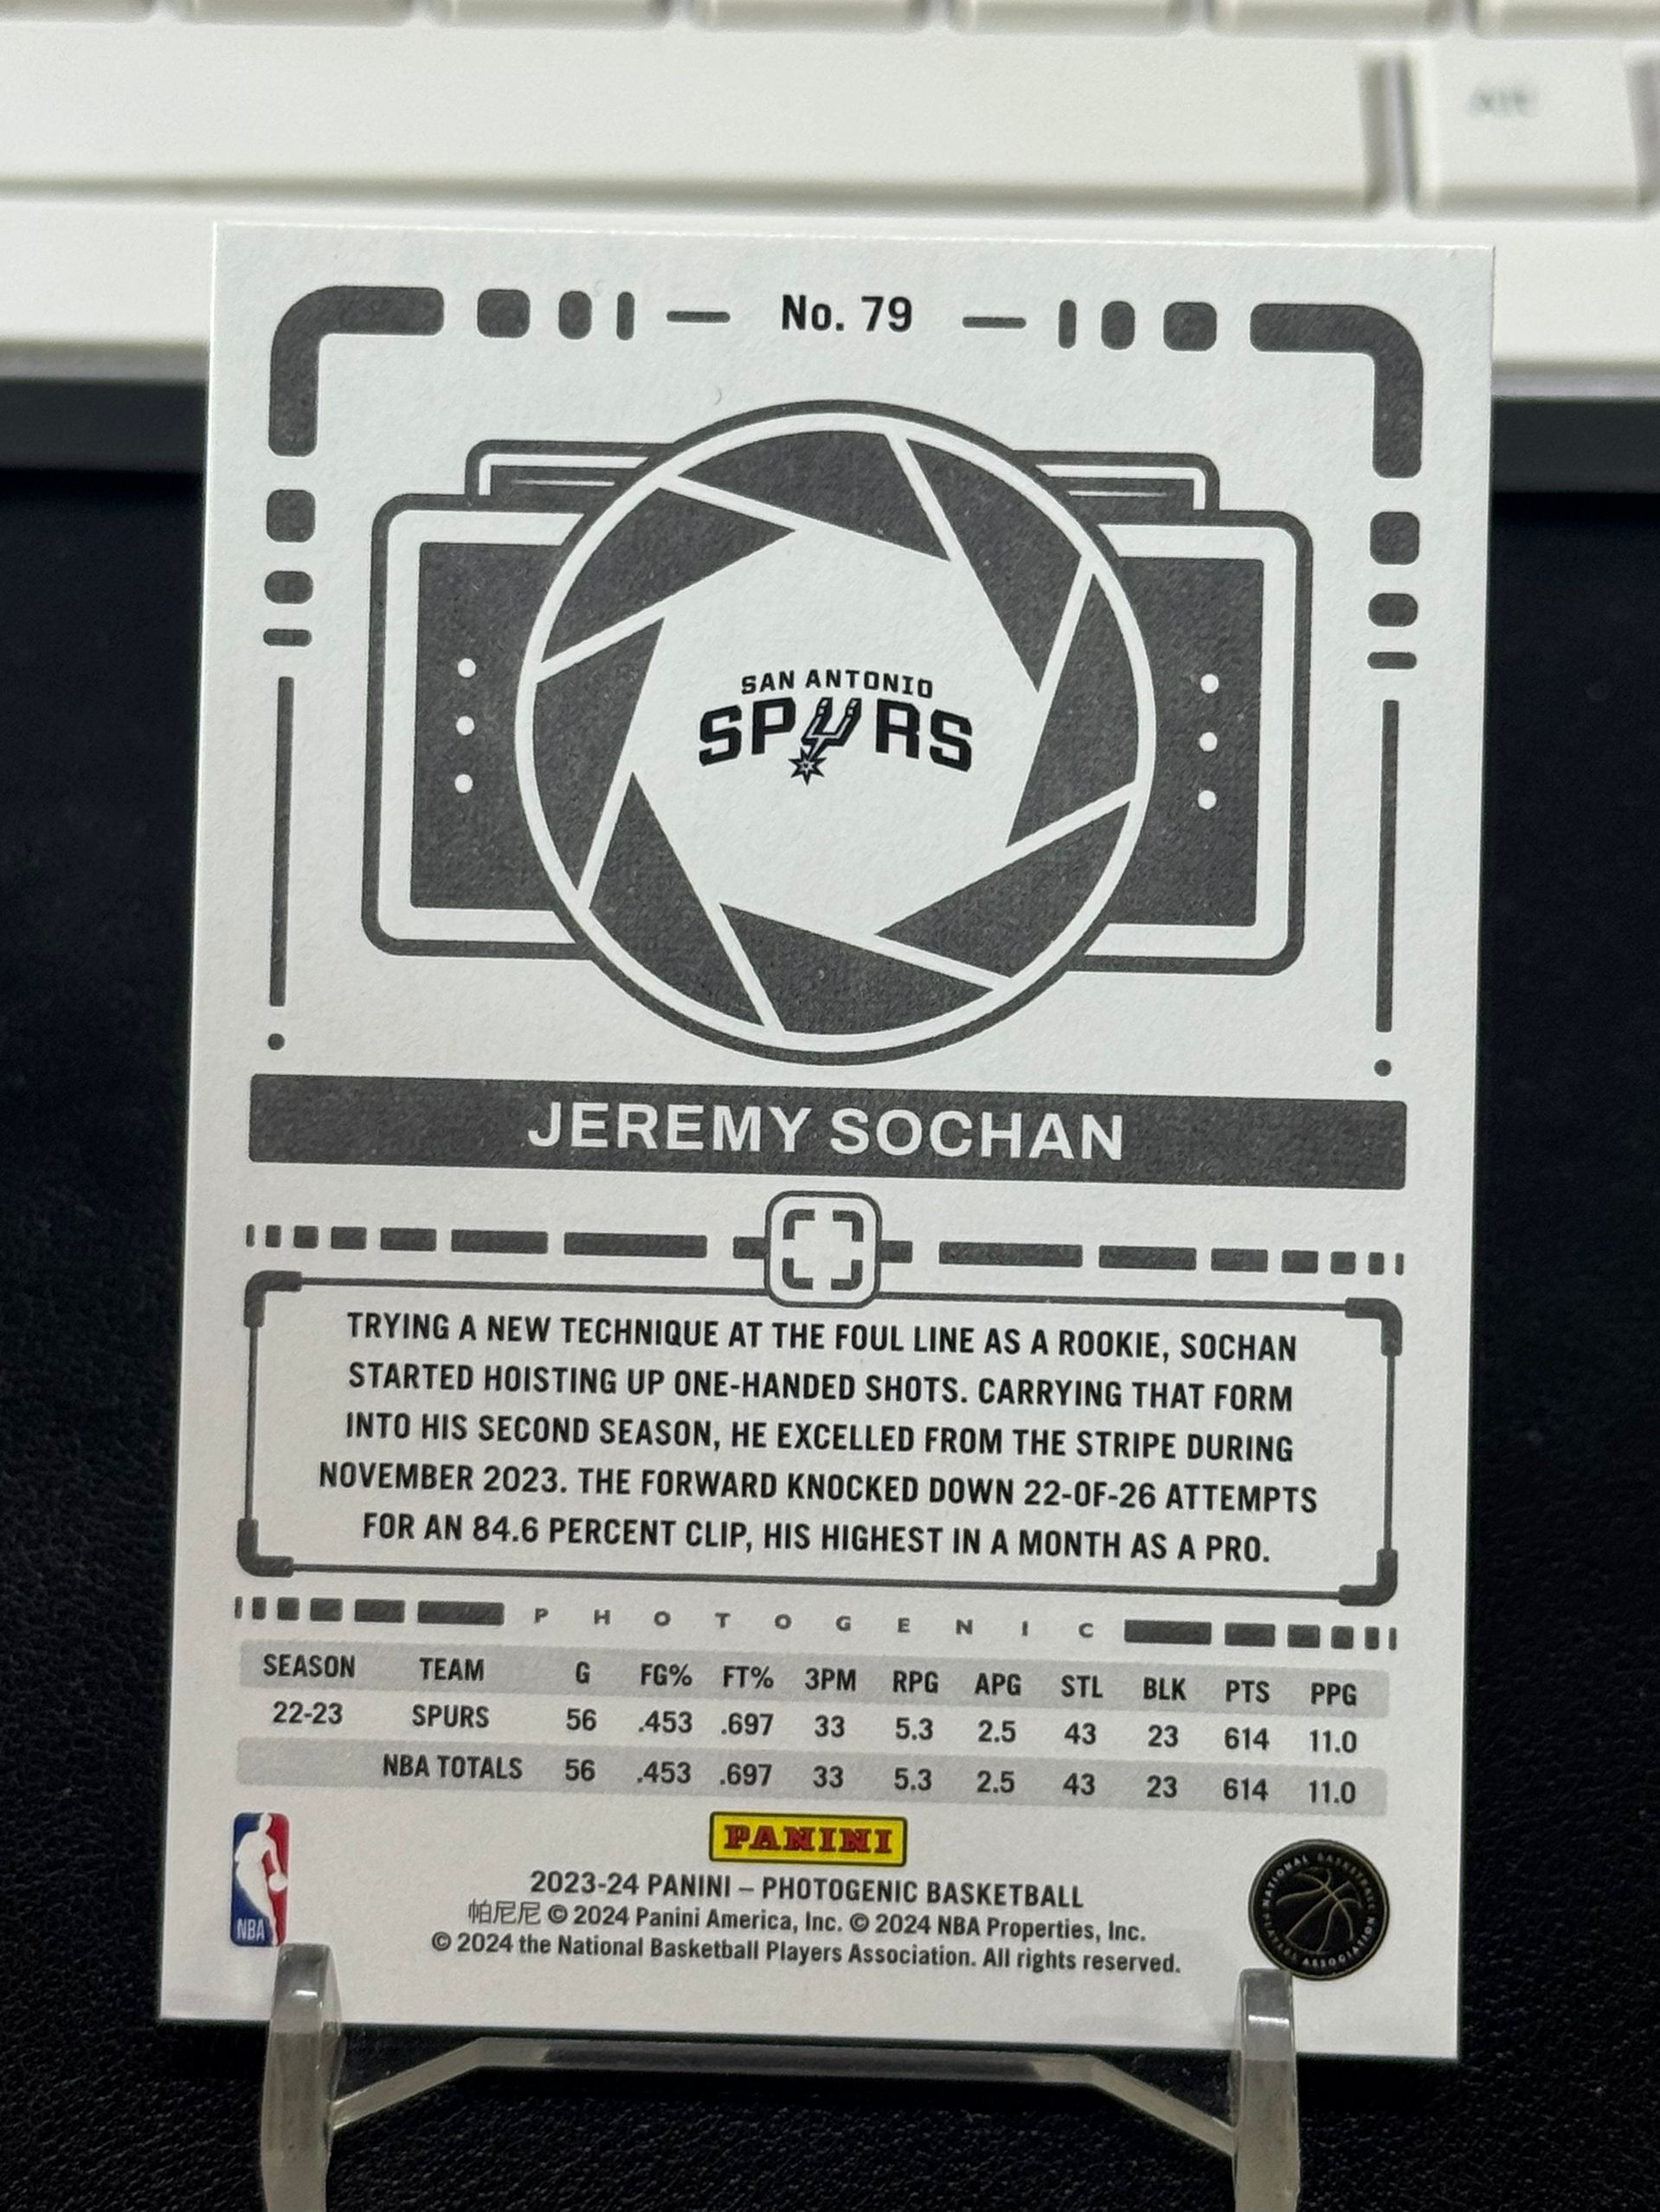 No. 79
SAN ANTONIO
SPURS
JEREMY SOCHAN
TRYING A NEW TECHNIQUE AT THE FOUL LINE AS A ROOKIE, SOCHAN
STARTED HOISTING UP ONE-HANDED SHOTS. CARRYING THAT FORM
INTO HIS SECOND SEASON, HE EXCELLED FROM THE STRIPE DURING
NOVEMBER 2023. THE FORWARD KNOCKED DOWN 22-OF-26 ATTEMPTS
FOR AN 84.6 PERCENT CLIP, HIS HIGHEST IN A MONTH AS A PRO.
PHOTOGENIC
SEASON TEAM G FG% FT% 3PM RPG APG STL BLK PTS PPG
22-23 SPURS 56 .453 .697 33 5.3 2.5 43 23 614 11.0
NBA TOTALS 56 .453 .697 33 5.3 2.5 43 23 614 11.0
PANINI
2023-24 PANINI – PHOTOGENIC BASKETBALL
帕尼尼 © 2024 Panini America, Inc. © 2024 NBA Properties, Inc.
© 2024 the National Basketball Players Association. All rights reserved.
NBA
NATIONAL BASKETBALL PLAYERS ASSOCIATION